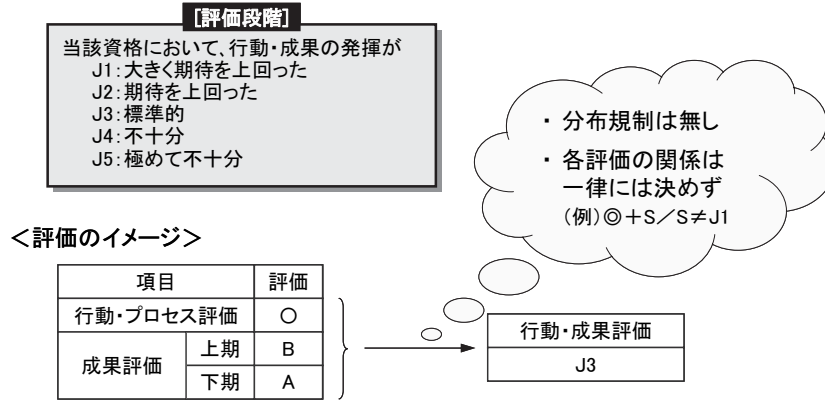 [評価段階]
当該資格において、行動・成果の発揮が
J1：大きく期待を上回った
J2：期待を上回った
J3：標準的
J4：不十分
J5：極めて不十分
・ 分布規制は無し
・ 各評価の関係は
一律には決めず
（例）◎＋S／S≠J1
＜評価のイメージ＞
項目 評価
行動・プロセス評価 ○
成果評価 上期 B
下期 A
行動・成果評価
J3